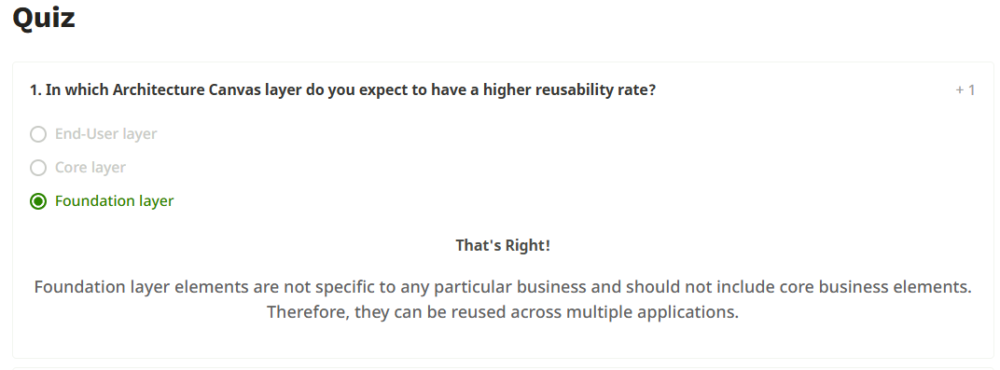 Quiz
1. In which Architecture Canvas layer do you expect to have a higher reusability rate?
+ 1
End-User layer
Core layer
Foundation layer
That's Right!
Foundation layer elements are not specific to any particular business and should not include core business elements.
Therefore, they can be reused across multiple applications.